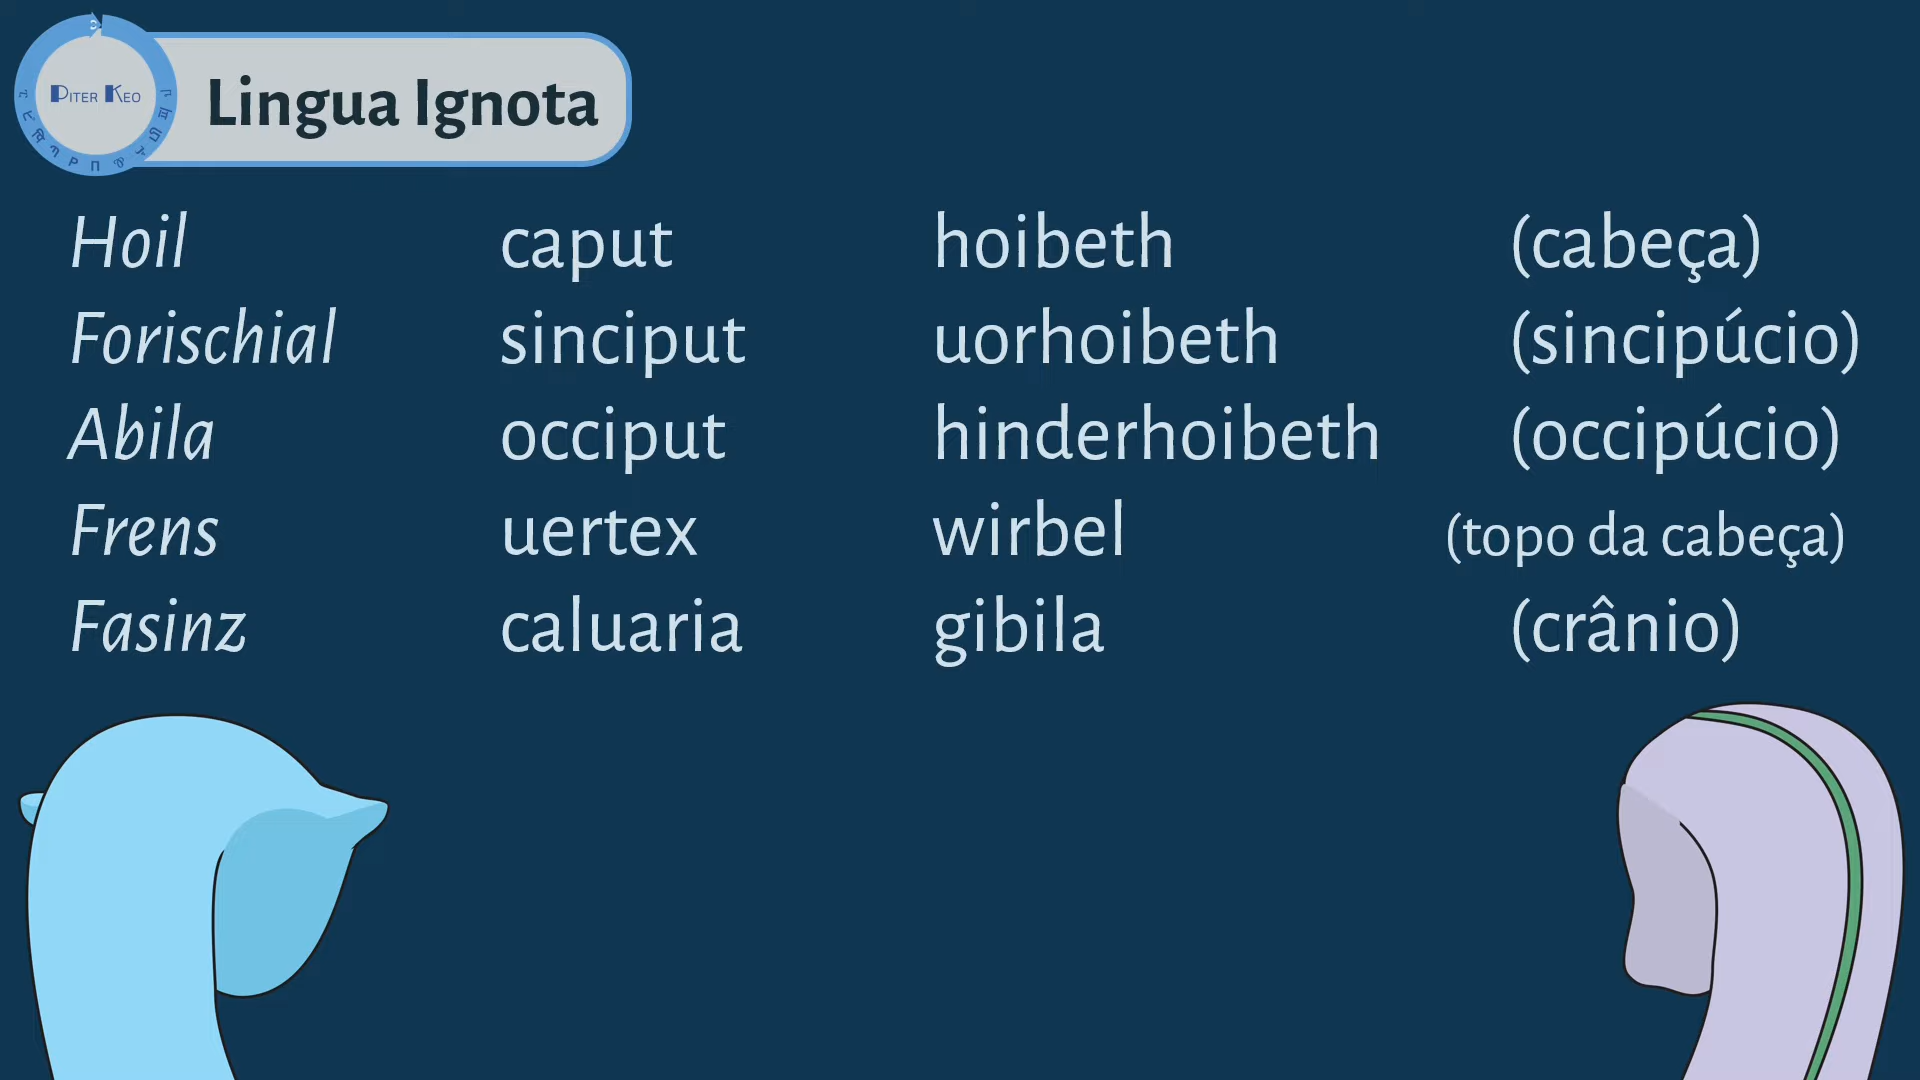 PITER KEO
Lingua Ignota
Hoil caput hoibeth (cabeça)
Forischial sinciput uorhoibeth (sincipúcio)
Abila occiput hinderhoibeth (occipúcio)
Frens uertex wirbel (topo da cabeça)
Fasinz caluaria gibila (crânio)